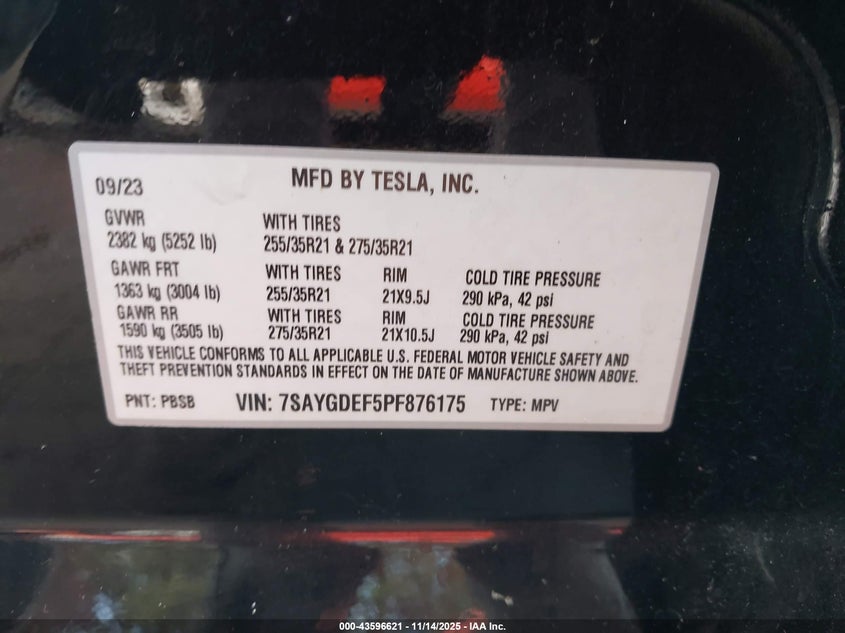 09/23 MFD BY TESLA, INC.
GVWR WITH TIRES
2382 kg (5252 lb) 255/35R21 & 275/35R21
GAWR FRT WITH TIRES RIM COLD TIRE PRESSURE
1363 kg (3004 lb) 255/35R21 21X9.5J 290 kPa, 42 psi
GAWR RR WITH TIRES RIM COLD TIRE PRESSURE
1590 kg (3505 lb) 275/35R21 21X10.5J 290 kPa, 42 psi
THIS VEHICLE CONFORMS TO ALL APPLICABLE U.S. FEDERAL MOTOR VEHICLE SAFETY AND
THEFT PREVENTION STANDARDS IN EFFECT ON THE DATE OF MANUFACTURE SHOWN ABOVE.
PNT: PBSB VIN: 7SAYGDEF5PF876175 TYPE: MPV
000-43596621 - 11/14/2025 - IAA Inc.